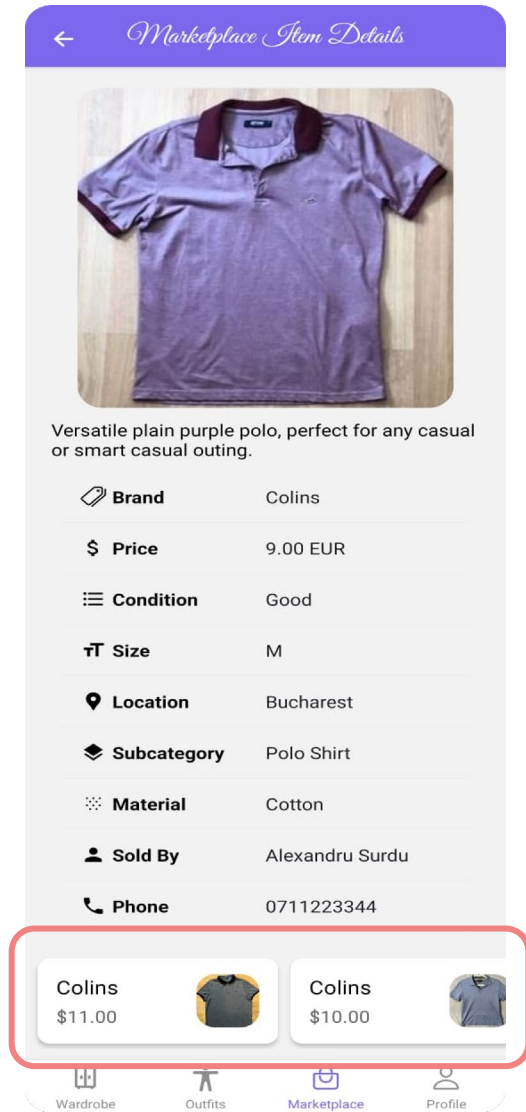 Marketplace Item Details
Versatile plain purple polo, perfect for any casual
or smart casual outing.
Brand Colins
$ Price 9.00 EUR
Condition Good
TT Size M
Location Bucharest
Subcategory Polo Shirt
Material Cotton
Sold By Alexandru Surdu
Phone 0711223344
Colins Colins
$11.00 $10.00
Wardrobe Outfits Marketplace Profile